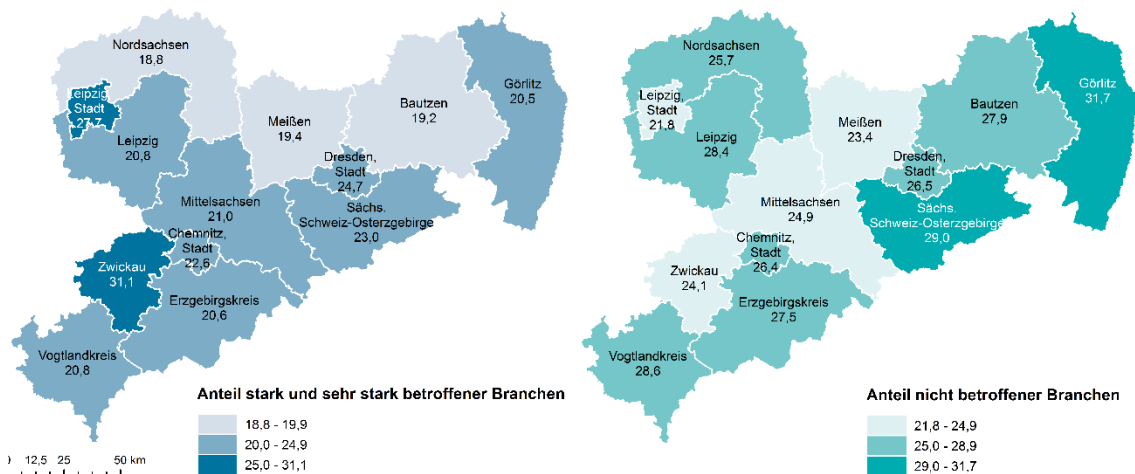 Nordsachsen
18,8
Leipzig,
Stadt
27,7
Leipzig
20,8
Meißen
19,4
Bautzen
19,2
Görlitz
20,5
Dresden,
Stadt
24,7
Mittelsachsen
21,0
Sächs.
Schweiz-Osterzgebirge
23,0
Chemnitz,
Stadt
22,6
Zwickau
31,1
Erzgebirgskreis
20,6
Vogtlandkreis
20,8
Anteil stark und sehr stark betroffener Branchen
18,8 - 19,9
20,0 - 24,9
25,0 - 31,1
12,5 25 50 km
Nordsachsen
25,7
Leipzig,
Stadt
21,8
Leipzig
28,4
Meißen
23,4
Bautzen
27,9
Görlitz
31,7
Dresden,
Stadt
26,5
Mittelsachsen
24,9
Sächs.
Schweiz-Osterzgebirge
29,0
Chemnitz,
Stadt
26,4
Zwickau
24,1
Erzgebirgskreis
27,5
Vogtlandkreis
28,6
Anteil nicht betroffener Branchen
21,8 - 24,9
25,0 - 28,9
29,0 - 31,7